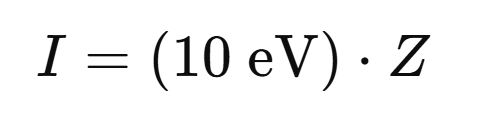 I = (10 eV) · Z